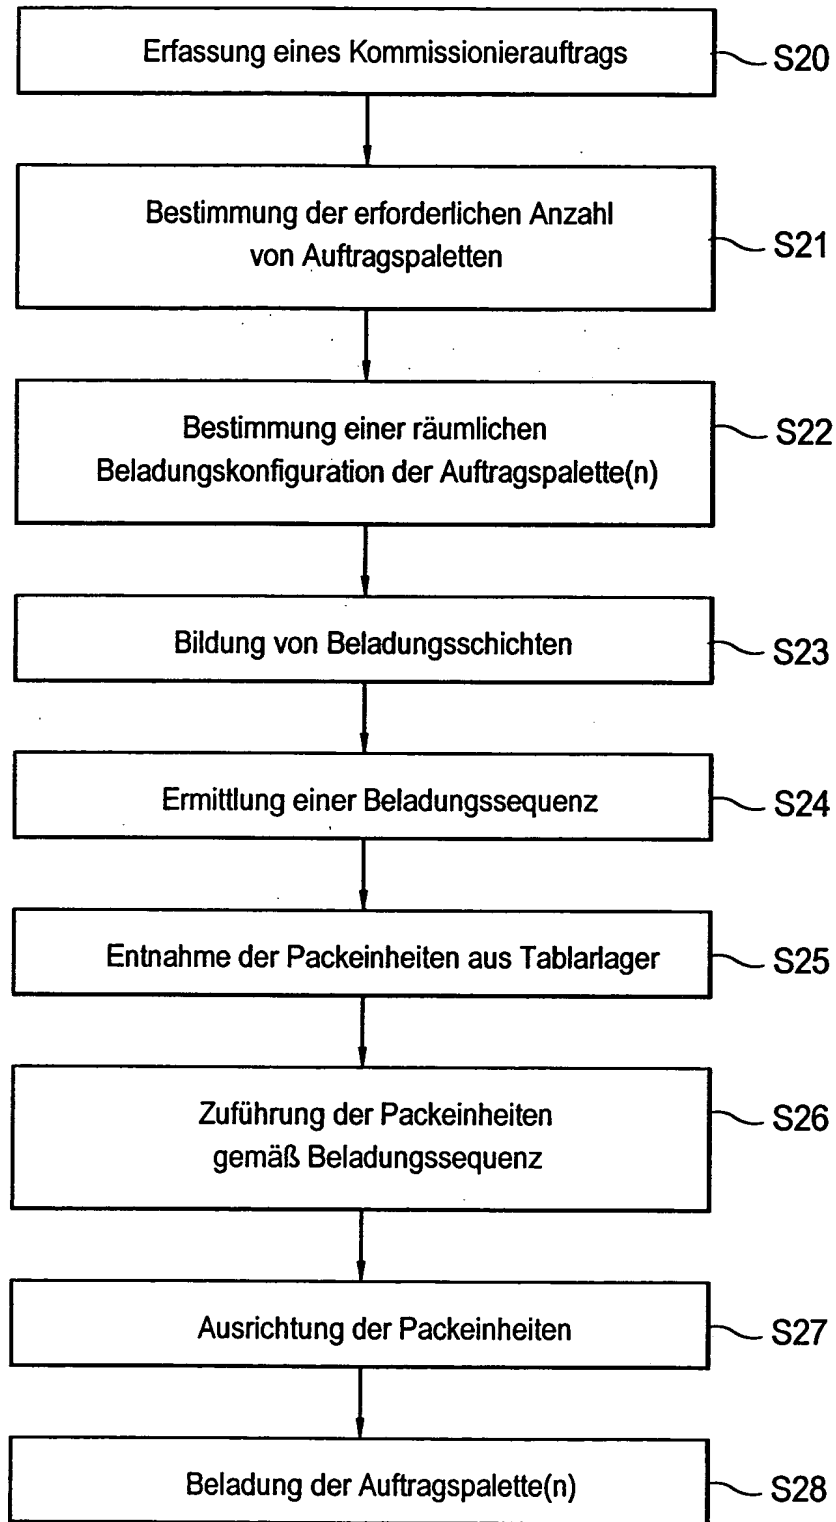 Erfassung eines Kommissionierauftrags
S20
Bestimmung der erforderlichen Anzahl
von Auftragspaletten
S21
Bestimmung einer räumlichen
Beladungskonfiguration der Auftragspalette(n)
S22
Bildung von Beladungsschichten
S23
Ermittlung einer Beladungssequenz
S24
Entnahme der Packeinheiten aus Tablarlager
S25
Zuführung der Packeinheiten
gemäß Beladungssequenz
S26
Ausrichtung der Packeinheiten
S27
Beladung der Auftragspalette(n)
S28